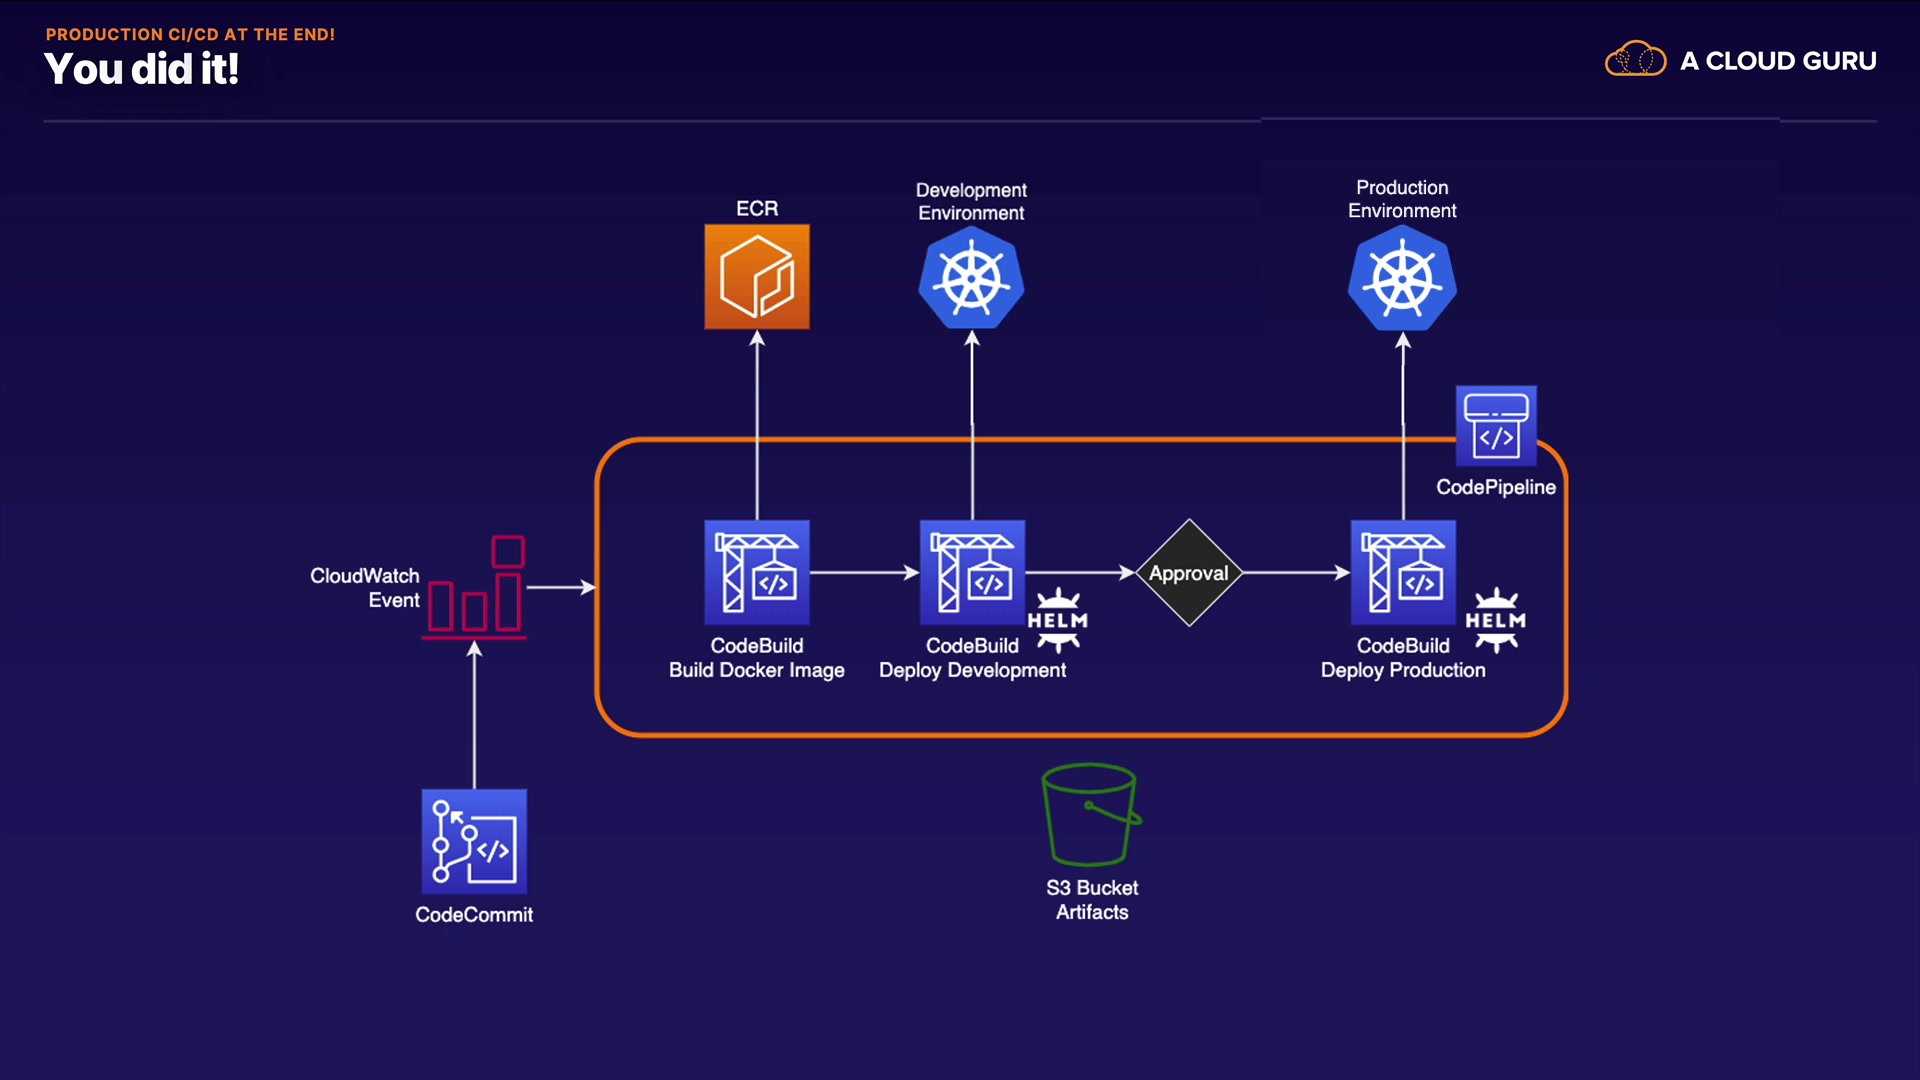 PRODUCTION CI/CD AT THE END!
You did it!
A CLOUD GURU
ECR
Development
Environment
Production
Environment
CodePipeline
CloudWatch
Event
Approval
HELM
HELM
CodeBuild
Build Docker Image
CodeBuild
Deploy Development
CodeBuild
Deploy Production
S3 Bucket
Artifacts
CodeCommit